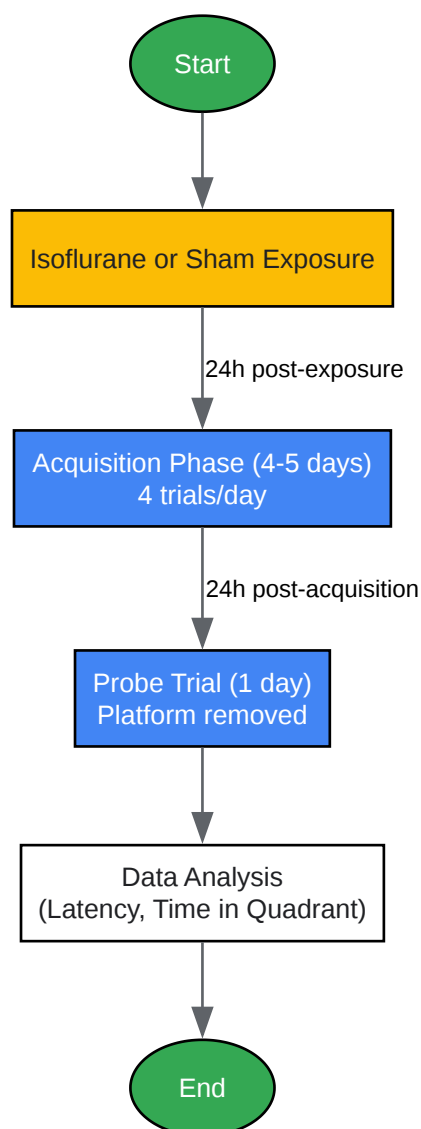 Start
Isoflurane or Sham Exposure
24h post-exposure
Acquisition Phase (4-5 days)
4 trials/day
24h post-acquisition
Probe Trial (1 day)
Platform removed
Data Analysis
(Latency, Time in Quadrant)
End